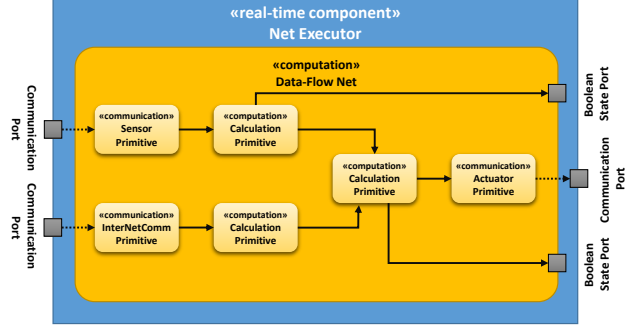 «real-time component»
Net Executor
«computation»
Data-Flow Net
Communication
Port
«communication»
Sensor
Primitive
«computation»
Calculation
Primitive
Boolean
State Port
«computation»
Calculation
Primitive
«communication»
Actuator
Primitive
Communication
Port
Communication
Port
«communication»
InterNetComm
Primitive
«computation»
Calculation
Primitive
Boolean
State Port